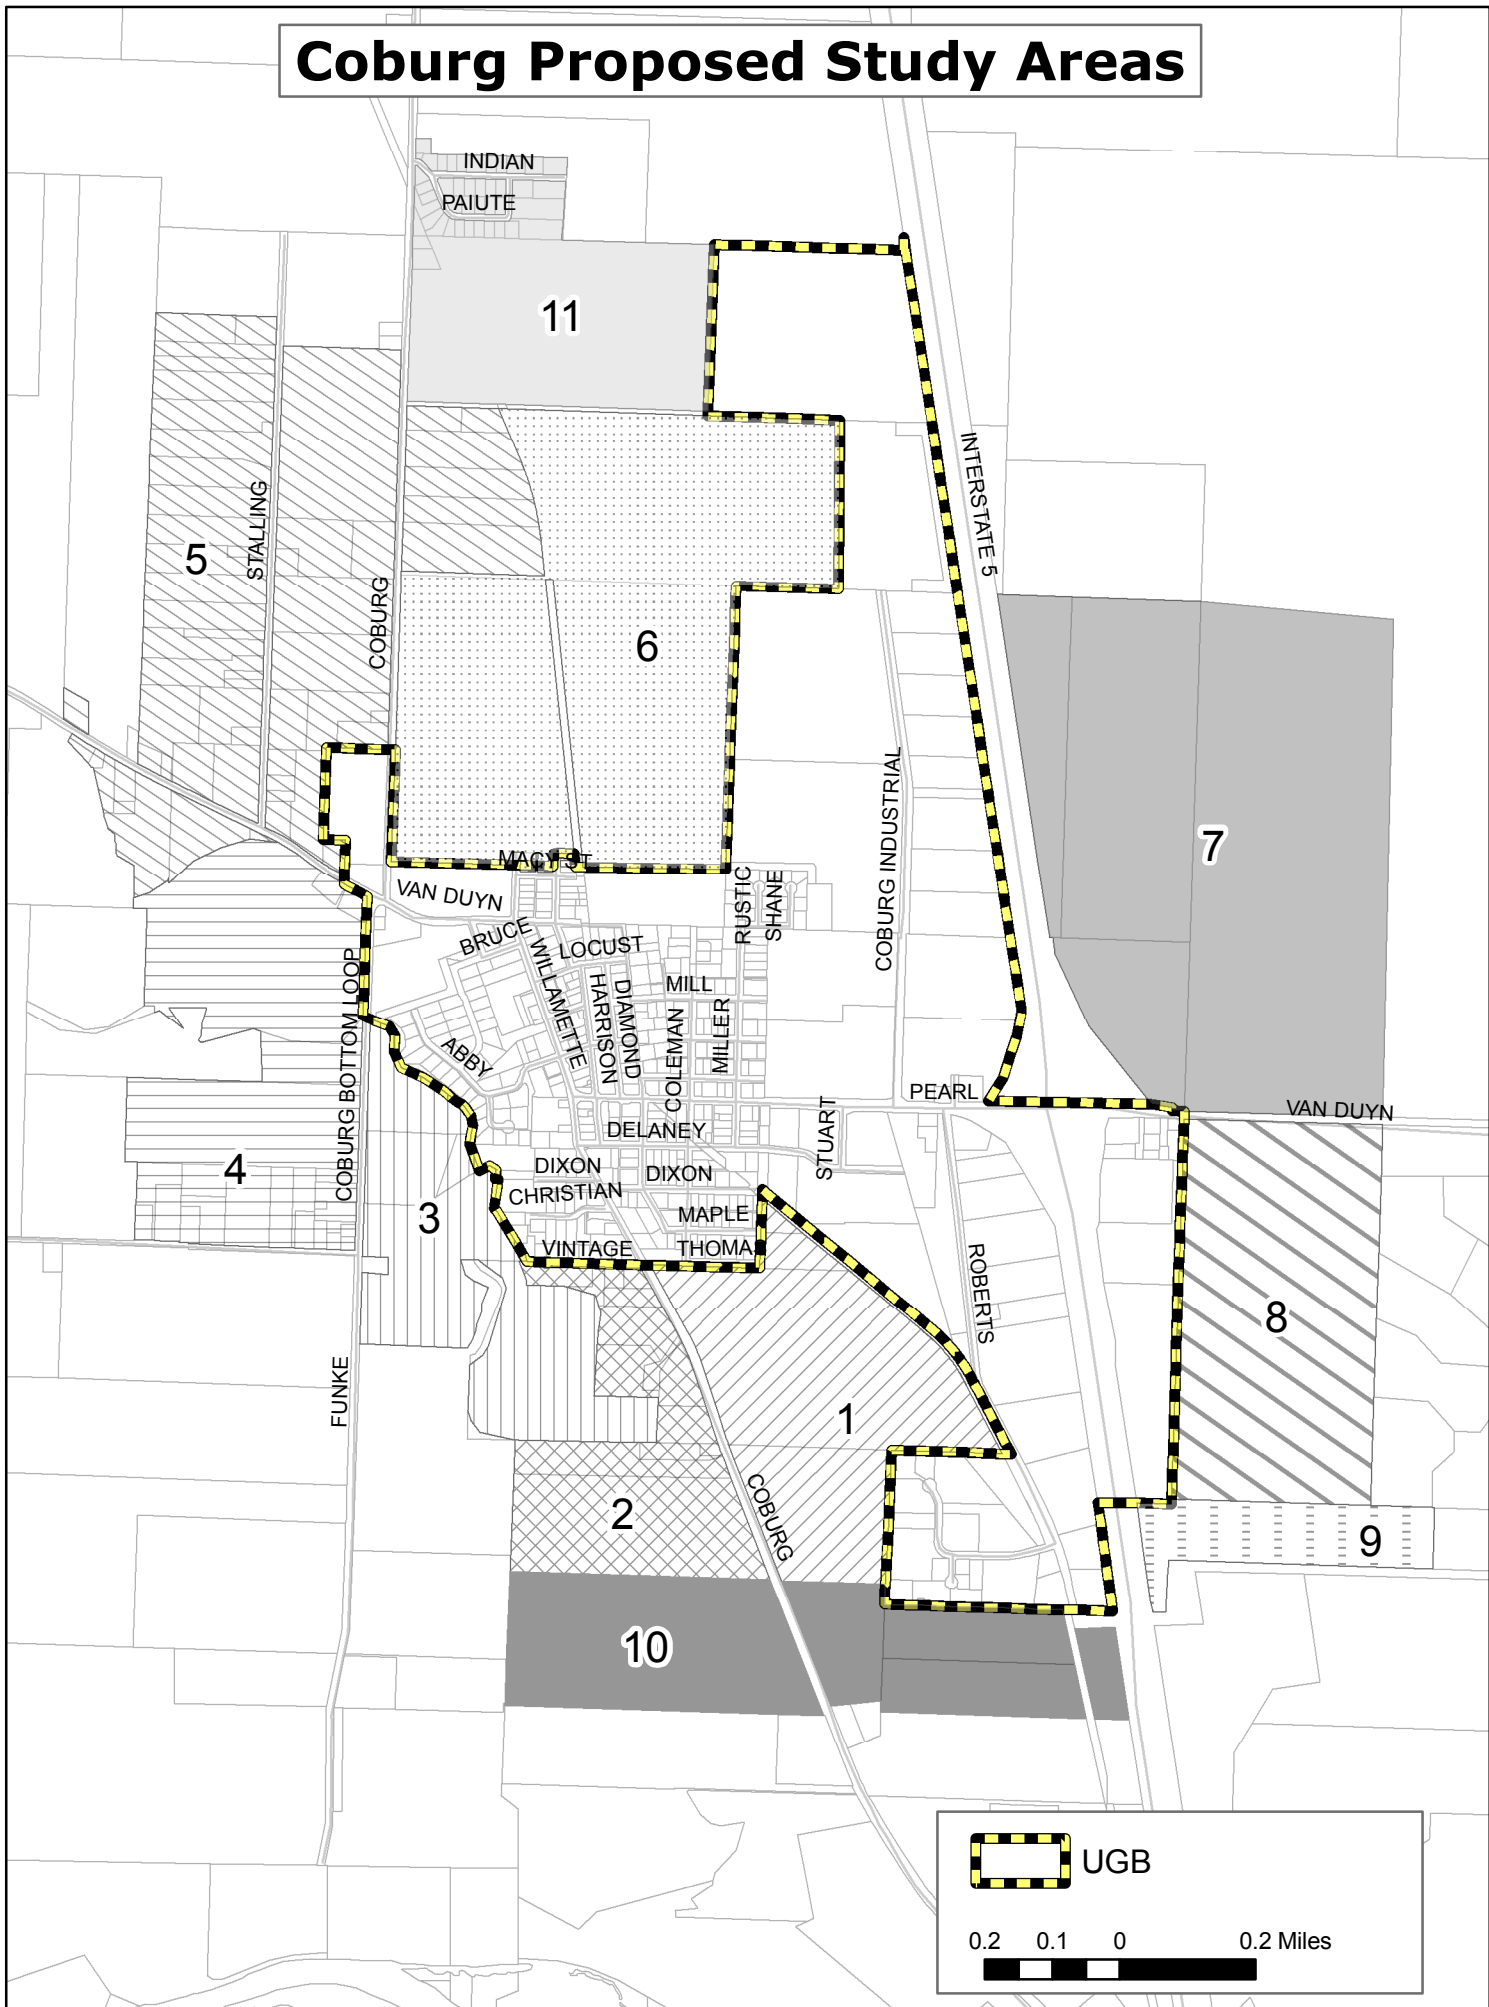 Coburg Proposed Study Areas
INDIAN
PAIUTE
11
INTERSTATE 5
STALLING
5
COBURG
6
COBURG INDUSTRIAL
7
MACY ST
VAN DUYN
RUSTIC
SHANE
BRUCE
WILLAMETTE
LOCUST
HARRISON
DIAMOND
MILL
COLEMAN
MILLER
COBURG BOTTOM LOOP
ABBY
PEARL
VAN DUYN
DELANEY
STUART
4
DIXON
DIXON
CHRISTIAN
3
MAPLE
VINTAGE
THOMA
ROBERTS
8
FUNKE
1
2
COBURG
9
10
UGB
0.2 0.1 0 0.2 Miles